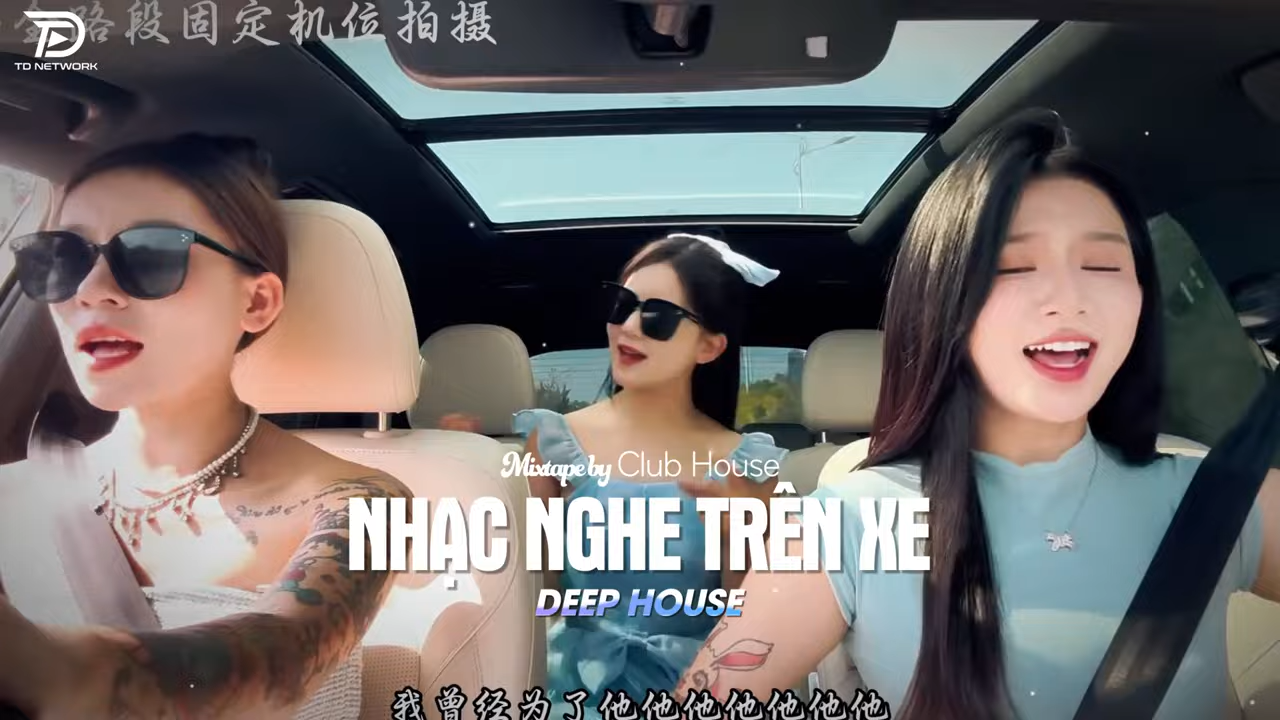 全路段固定机位拍摄
TD NETWORK
Mixtape by Club House
NHẠC NGHE TRÊN XE
DEEP HOUSE
我曾经为了他他他他他他他